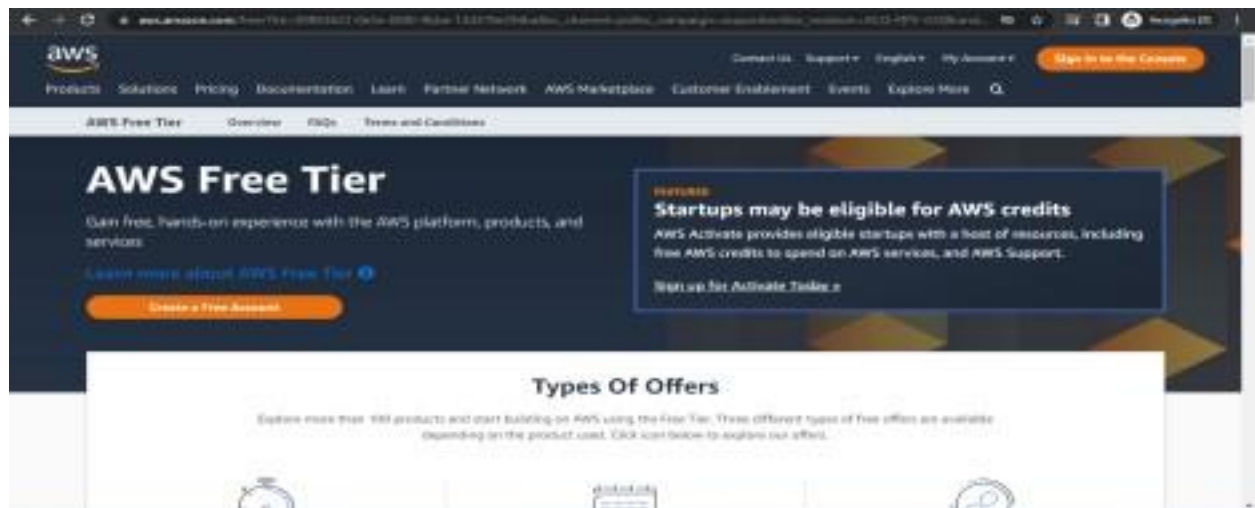 aws.amazon.com
Incognito (2)
aws
Contact Us Support English My Account Sign In to the Console
Products Solutions Pricing Documentation Learn Partner Network AWS Marketplace Customer Enablement Events Explore More
AWS Free Tier Overview FAQs Terms and Conditions
AWS Free Tier
Gain free, hands-on experience with the AWS platform, products, and
services
Learn more about AWS Free Tier
Create a Free Account
FEATURED
Startups may be eligible for AWS credits
AWS Activate provides eligible startups with a host of resources, including
free AWS credits to spend on AWS services, and AWS Support.
Sign up for Activate Today »
Types Of Offers
Explore more than 100 products and start building on AWS using the Free Tier. Three different types of free offers are available
depending on the product used. Click icon below to explore our offers.